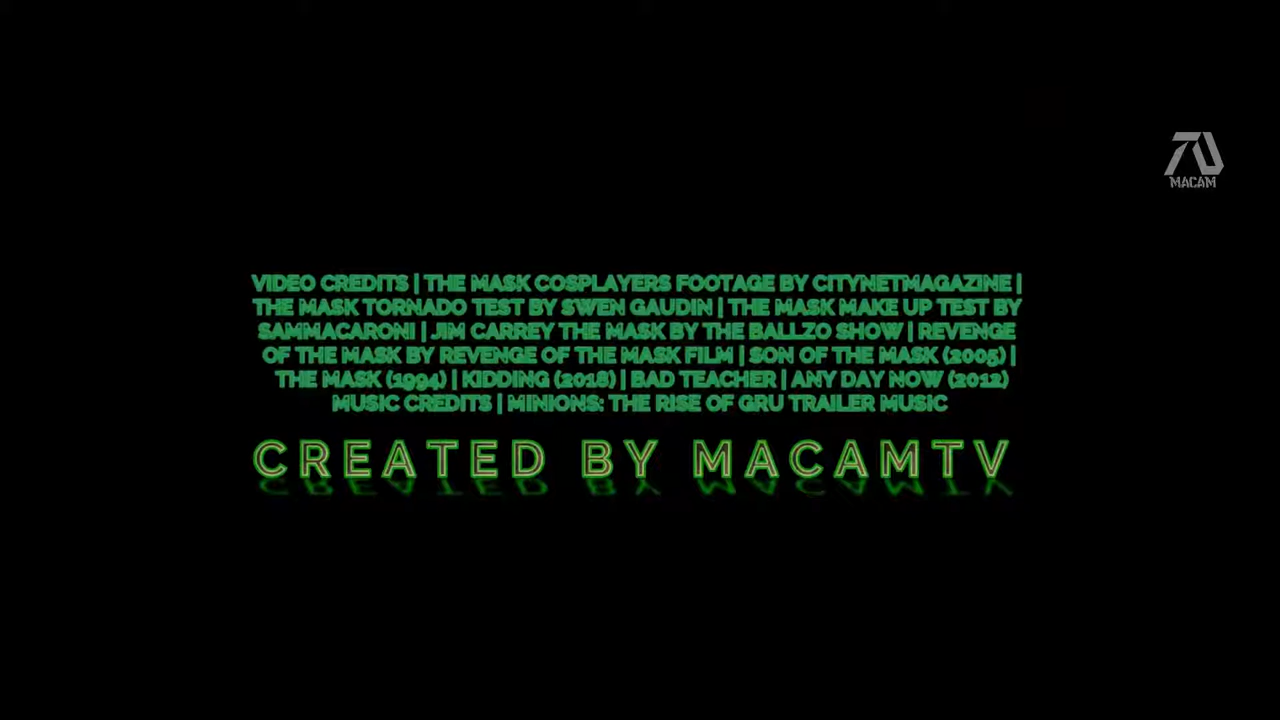 MACAM
VIDEO CREDITS | THE MASK COSPLAYERS FOOTAGE BY CITYNETMAGAZINE |
THE MASK TORNADO TEST BY SWEN GAUDIN | THE MASK MAKE UP TEST BY
SAMMACARONI | JIM CARREY THE MASK BY THE BALLZO SHOW | REVENGE
OF THE MASK BY REVENGE OF THE MASK FILM | SON OF THE MASK (2005) |
THE MASK (1994) | KIDDING (2018) | BAD TEACHER | ANY DAY NOW (2012)
MUSIC CREDITS | MINIONS: THE RISE OF GRU TRAILER MUSIC
CREATED BY MACAMTV